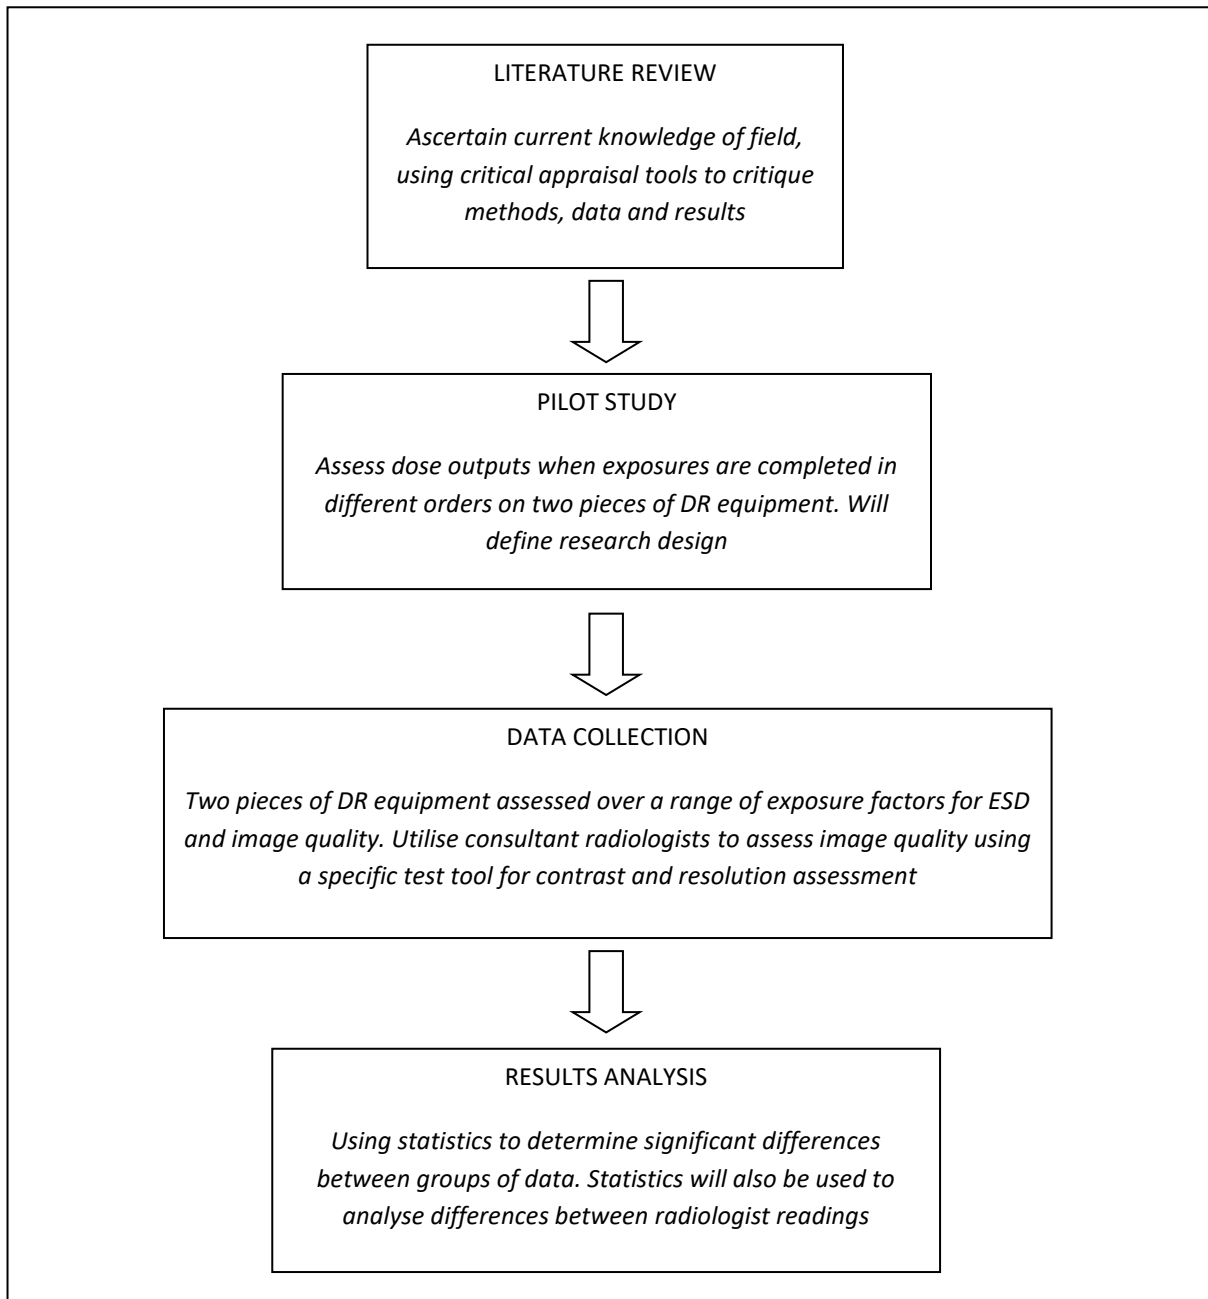 LITERATURE REVIEW
Ascertain current knowledge of field,
using critical appraisal tools to critique
methods, data and results
PILOT STUDY
Assess dose outputs when exposures are completed in
different orders on two pieces of DR equipment. Will
define research design
DATA COLLECTION
Two pieces of DR equipment assessed over a range of exposure factors for ESD
and image quality. Utilise consultant radiologists to assess image quality using
a specific test tool for contrast and resolution assessment
RESULTS ANALYSIS
Using statistics to determine significant differences
between groups of data. Statistics will also be used to
analyse differences between radiologist readings